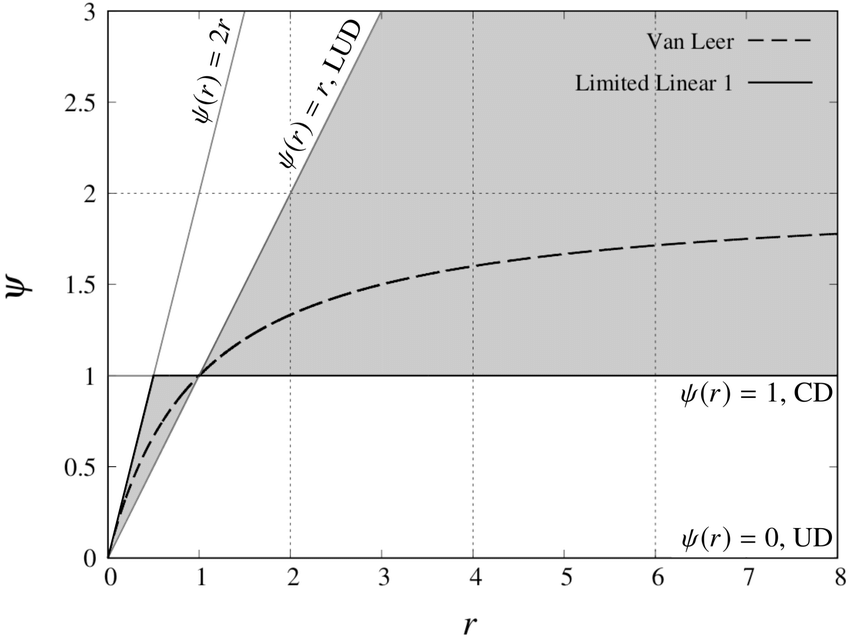 3
2.5
2
1.5
1
0.5
0
ψ
ψ(r) = 2r
ψ(r) = r, LUD
Van Leer
Limited Linear 1
ψ(r) = 1, CD
ψ(r) = 0, UD
0 1 2 3 4 5 6 7 8
r